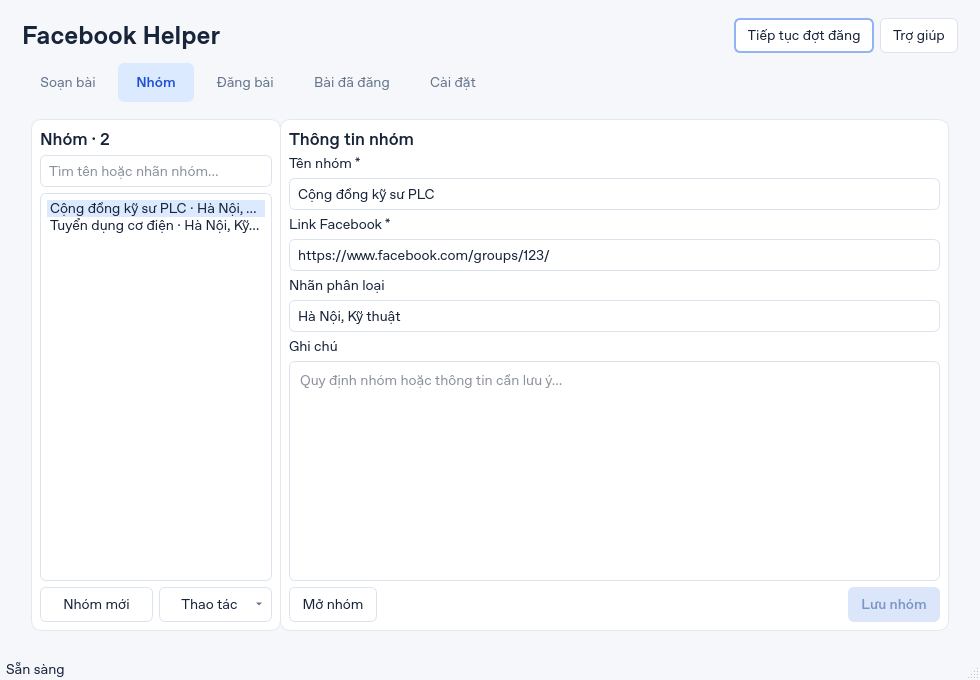 Facebook Helper
Tiếp tục đợt đăng
Trợ giúp
Soạn bài
Nhóm
Đăng bài
Bài đã đăng
Cài đặt
Nhóm · 2
Tìm tên hoặc nhãn nhóm...
Cộng đồng kỹ sư PLC · Hà Nội, ...
Tuyển dụng cơ điện · Hà Nội, Kỹ...
Nhóm mới
Thao tác
Thông tin nhóm
Tên nhóm *
Cộng đồng kỹ sư PLC
Link Facebook *
https://www.facebook.com/groups/123/
Nhãn phân loại
Hà Nội, Kỹ thuật
Ghi chú
Quy định nhóm hoặc thông tin cần lưu ý...
Mở nhóm
Lưu nhóm
Sẵn sàng